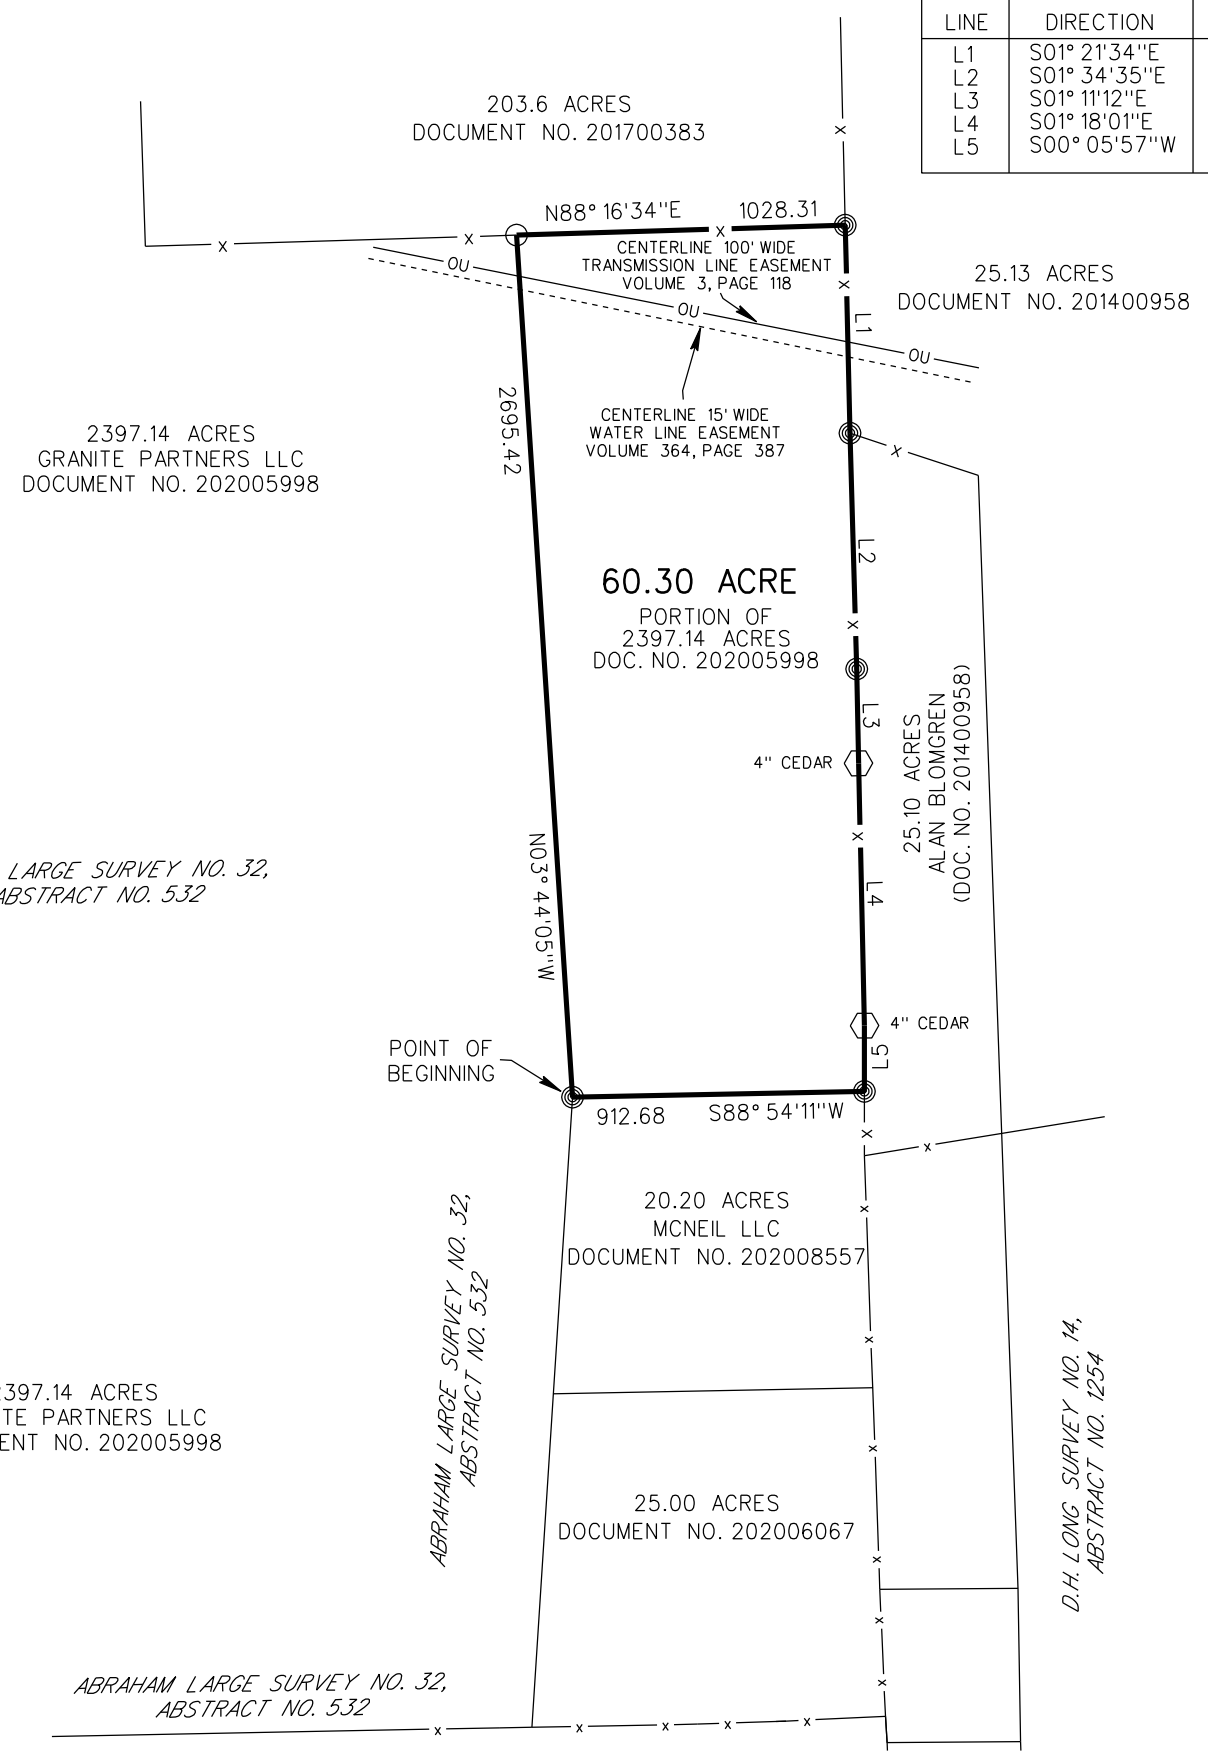 LINE DIRECTION
L1 S01° 21'34"E
L2 S01° 34'35"E
L3 S01° 11'12"E
L4 S01° 18'01"E
L5 S00° 05'57"W
203.6 ACRES
DOCUMENT NO. 201700383
X
N88° 16'34"E 1028.31
X
X
X
CENTERLINE 100' WIDE
TRANSMISSION LINE EASEMENT
VOLUME 3, PAGE 118
OU
OU
OU
X
L1
25.13 ACRES
DOCUMENT NO. 201400958
CENTERLINE 15' WIDE
WATER LINE EASEMENT
VOLUME 364, PAGE 387
2695.42
2397.14 ACRES
GRANITE PARTNERS LLC
DOCUMENT NO. 202005998
X
L2
60.30 ACRE
PORTION OF
2397.14 ACRES
DOC. NO. 202005998
X
L3
4" CEDAR
25.10 ACRES
ALAN BLOMGREN
(DOC. NO. 201400958)
X
N03° 44'05"W
LARGE SURVEY NO. 32,
ABSTRACT NO. 532
L4
4" CEDAR
L5
POINT OF
BEGINNING
912.68 S88° 54'11"W
X
X
20.20 ACRES
MCNEIL LLC
DOCUMENT NO. 202008557
X
X
ABRAHAM LARGE SURVEY NO. 32,
ABSTRACT NO. 532
2397.14 ACRES
TE PARTNERS LLC
ENT NO. 202005998
X
25.00 ACRES
DOCUMENT NO. 202006067
X
X
X
D.H. LONG SURVEY NO. 14,
ABSTRACT NO. 1254
ABRAHAM LARGE SURVEY NO. 32,
ABSTRACT NO. 532
X X X X X